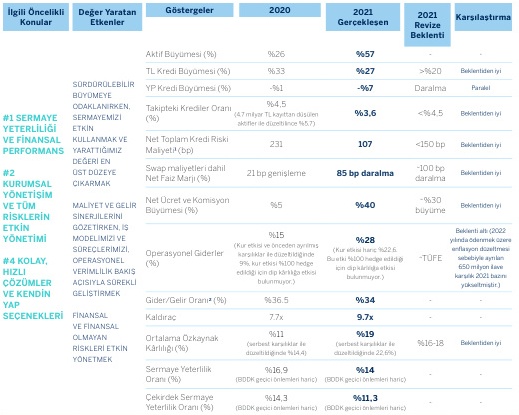 İlgili Öncelikli
Konular
Değer Yaratan
Etkenler
Göstergeler
2020
2021
Gerçekleşen
2021
Revize
Beklenti
Karşılaştırma
#1 SERMAYE
YETERLİLİĞİ
VE FİNANSAL
PERFORMANS
#2
KURUMSAL
YÖNETİŞİM
VE TÜM
RİSKLERİN
ETKİN
YÖNETİMİ
#4 KOLAY,
HIZLI
ÇÖZÜMLER
VE KENDİN
YAP
SEÇENEKLERİ
SÜRDÜRÜLEBİLİR
BÜYÜMEYE
ODAKLANIRKEN,
SERMAYEMİZİ
ETKİN
KULLANMAK VE
YARATTIĞIMIZ
DEĞERİ EN
ÜST DÜZEYE
ÇIKARMAK
MALİYET VE GELİR
SİNERJİLERİNİ
GÖZETİRKEN, İŞ
MODELİMİZİ VE
SÜREÇLERİMİZİ,
OPERASYONEL
VERİMLİLİK BAKIŞ
AÇISIYLA SÜREKLİ
GELİŞTİRMEK
FİNANSAL
VE FİNANSAL
OLMAYAN
RİSKLERİ ETKİN
YÖNETMEK
Aktif Büyümesi (%) %26 %57 - -
TL Kredi Büyümesi (%) %33 %27 >%20 Beklentiden iyi
YP Kredi Büyümesi (%) -%1 -%7 Daralma Paralel
Takipteki Krediler Oranı
(%)
%4,5
(4,7 milyar TL kayıttan düşülen
aktifler ile düzeltilince %5,7)
%3,6 <%4,5 Beklentiden iyi
Net Toplam Kredi Riski
Maliyeti¹ (bp)
231 107 <150 bp Beklentiden iyi
Swap maliyetleri dahil
Net Faiz Marjı (%)
21 bp genişleme 85 bp daralma
~100 bp
daralma
Beklentiden iyi
Net Ücret ve Komisyon
Büyümesi (%)
%5 %40
~%30
büyüme
Beklentiden iyi
Operasyonel Giderler
(%)
%15
(Kur etkisi ve önceden ayrılmış
karşılıklar ile düzeltildiğinde
9%, kur etkisi %100 hedge
edildiği için dip kârlılığa etkisi
bulunmuyor.)
%28
(Kur etkisi hariç %22,6.
Bu etki %100 hedge edildiği
için dip kârlılığa etkisi
bulunmuyor.)
~TÜFE
Beklenti altı (2022
yılında ödenmek üzere
enflasyon düzeltmesi
sebebiyle ayrılan
650 milyon ilave
karşılık 2021 bazını
yükseltmiştir.)
Gider/Gelir Oranı² (%) %36.5 %34 - -
Kaldıraç 7.7x 9.7x - -
Ortalama Özkaynak
Kârlılığı (%)
%11
(serbest karşılıklar ile
düzeltildiğinde %14,4)
%19
(serbest karşılıklar ile
düzeltildiğinde 22,6%)
%16-18 Beklentiden iyi
Sermaye Yeterlilik
Oranı (%)
%16,9
(BDDK geçici önlemleri hariç)
%14
(BDDK geçici önlemleri hariç)
- -
Çekirdek Sermaye
Yeterlilik Oranı (%)
%14,3
(BDDK geçici önlemleri hariç)
%11,3
(BDDK geçici önlemleri hariç)
- -